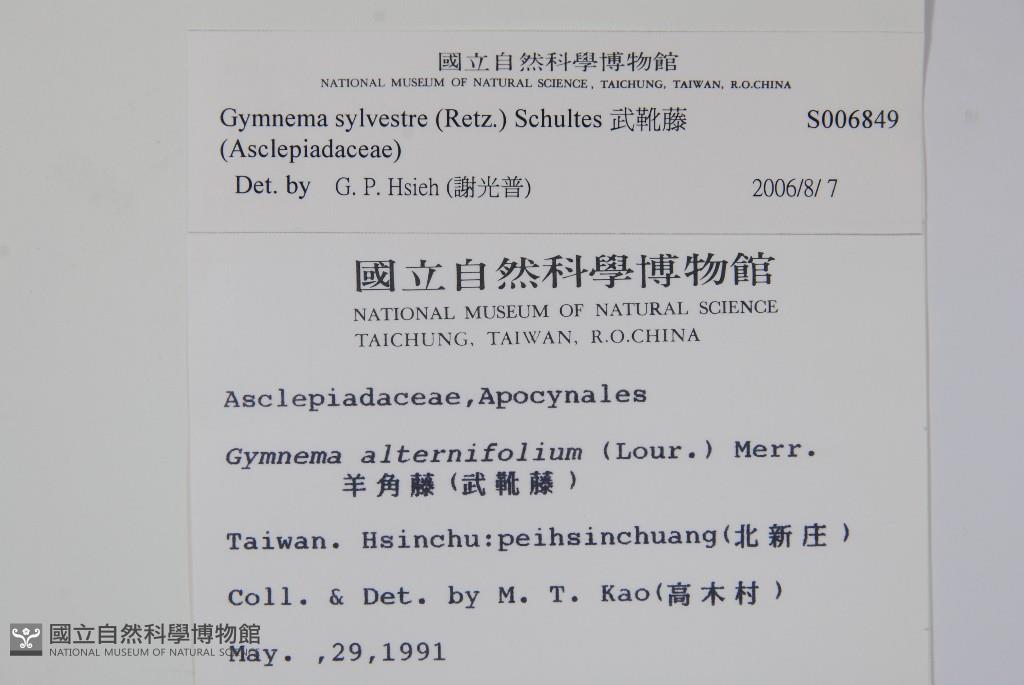 國立自然科學博物館
NATIONAL MUSEUM OF NATURAL SCIENCE, TAICHUNG, TAIWAN, R.O.CHINA
Gymnema sylvestre (Retz.) Schultes 武靴藤 S006849
(Asclepiadaceae)
Det. by G. P. Hsieh (謝光普) 2006/8/ 7
國立自然科學博物館
NATIONAL MUSEUM OF NATURAL SCIENCE
TAICHUNG, TAIWAN, R.O.CHINA
Asclepiadaceae,Apocynales
Gymnema alternifolium (Lour.) Merr.
羊角藤(武靴藤)
Taiwan. Hsinchu:peihsinchuang(北新庄)
Coll. & Det. by M. T. Kao(高木村)
May. ,29,1991
國立自然科學博物館
NATIONAL MUSEUM OF NATURAL SCIENCE